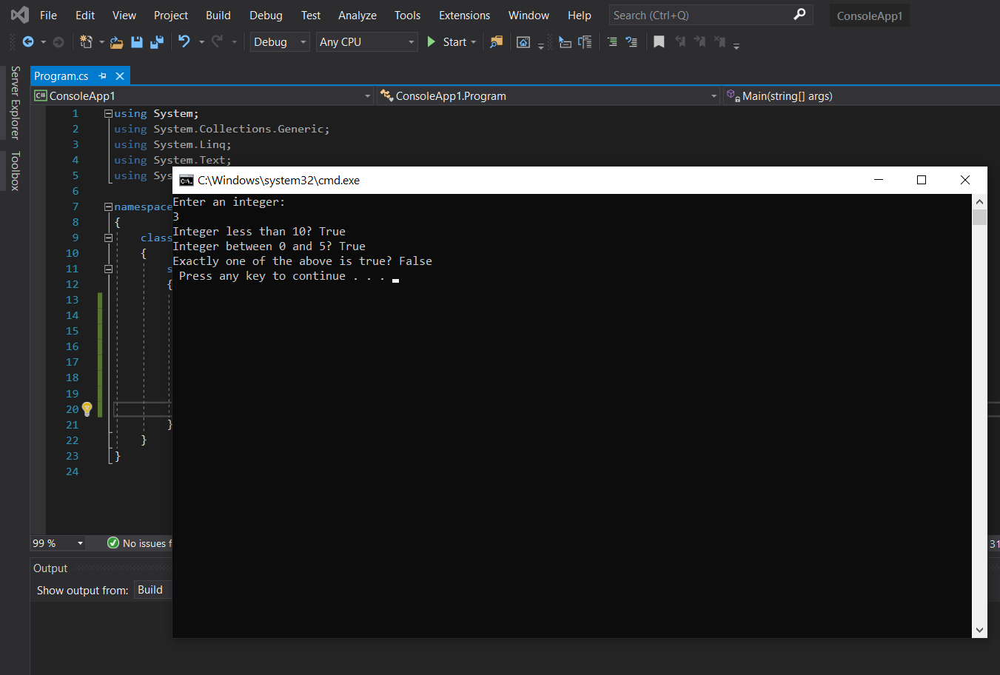 File Edit View Project Build Debug Test Analyze Tools Extensions Window Help Search (Ctrl+Q) ConsoleApp1
Debug Any CPU Start
Server Explorer
Toolbox
Program.cs
C# ConsoleApp1 ConsoleApp1.Program Main(string[] args)
1 using System;
2 using System.Collections.Generic;
3 using System.Linq;
4 using System.Text;
5 using Sys
6
7 namespace
8 {
9 class
10 {
11 s
12 {
13
14
15
16
17
18
19
20
21 }
22 }
23 }
24
C:\Windows\system32\cmd.exe
Enter an integer:
3
Integer less than 10? True
Integer between 0 and 5? True
Exactly one of the above is true? False
Press any key to continue . . .
99 % No issues f
31
Output
Show output from: Build